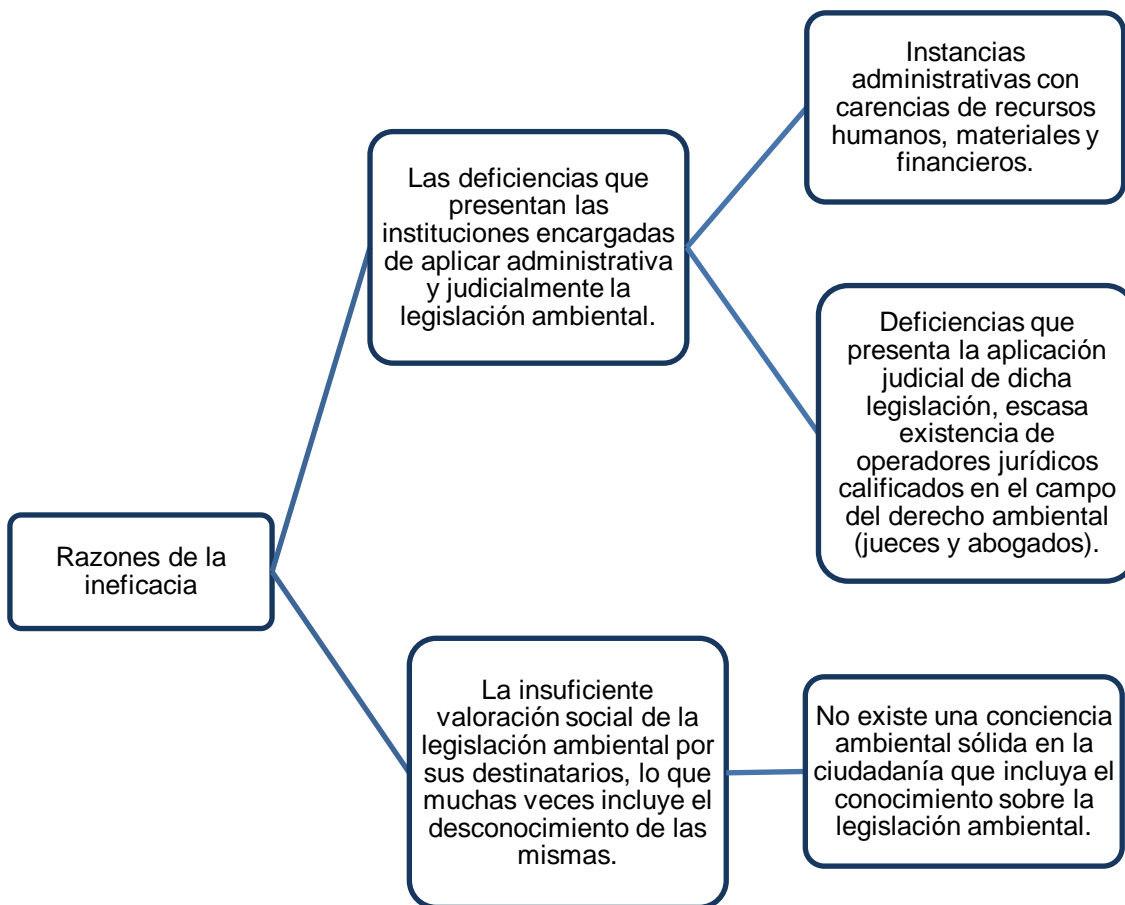 Razones de la
ineficacia
Las deficiencias que
presentan las
instituciones encargadas
de aplicar administrativa
y judicialmente la
legislación ambiental.
Instancias
administrativas con
carencias de recursos
humanos, materiales y
financieros.
Deficiencias que
presenta la aplicación
judicial de dicha
legislación, escasa
existencia de
operadores jurídicos
calificados en el campo
del derecho ambiental
(jueces y abogados).
La insuficiente
valoración social de la
legislación ambiental por
sus destinatarios, lo que
muchas veces incluye el
desconocimiento de las
mismas.
No existe una conciencia
ambiental sólida en la
ciudadanía que incluya el
conocimiento sobre la
legislación ambiental.